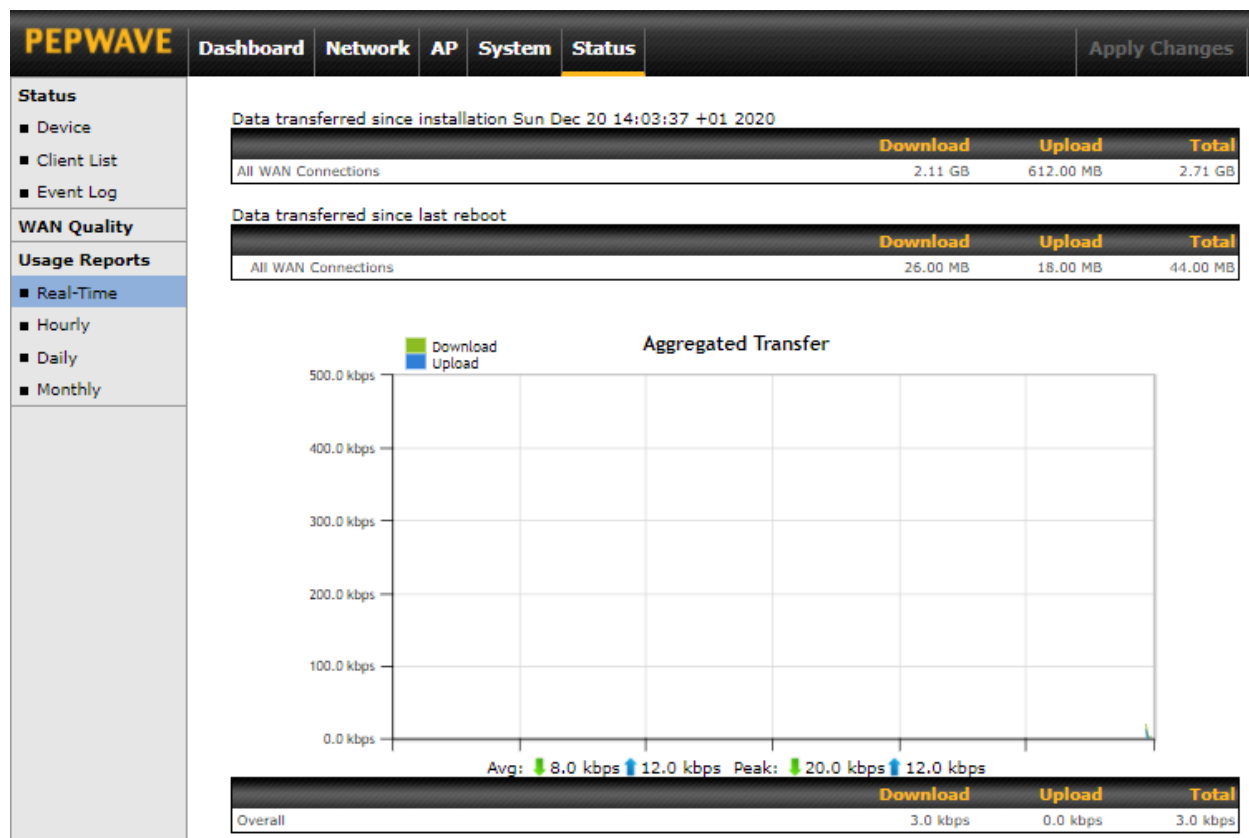 PEPWAVE Dashboard Network AP System Status Apply Changes
Status
Device
Client List
Event Log
WAN Quality
Usage Reports
Real-Time
Hourly
Daily
Monthly
Data transferred since installation Sun Dec 20 14:03:37 +01 2020
Download Upload Total
All WAN Connections 2.11 GB 612.00 MB 2.71 GB
Data transferred since last reboot
Download Upload Total
All WAN Connections 26.00 MB 18.00 MB 44.00 MB
Aggregated Transfer
Download
Upload
500.0 kbps
400.0 kbps
300.0 kbps
200.0 kbps
100.0 kbps
0.0 kbps
Avg: 8.0 kbps 12.0 kbps Peak: 20.0 kbps 12.0 kbps
Download Upload Total
Overall 3.0 kbps 0.0 kbps 3.0 kbps